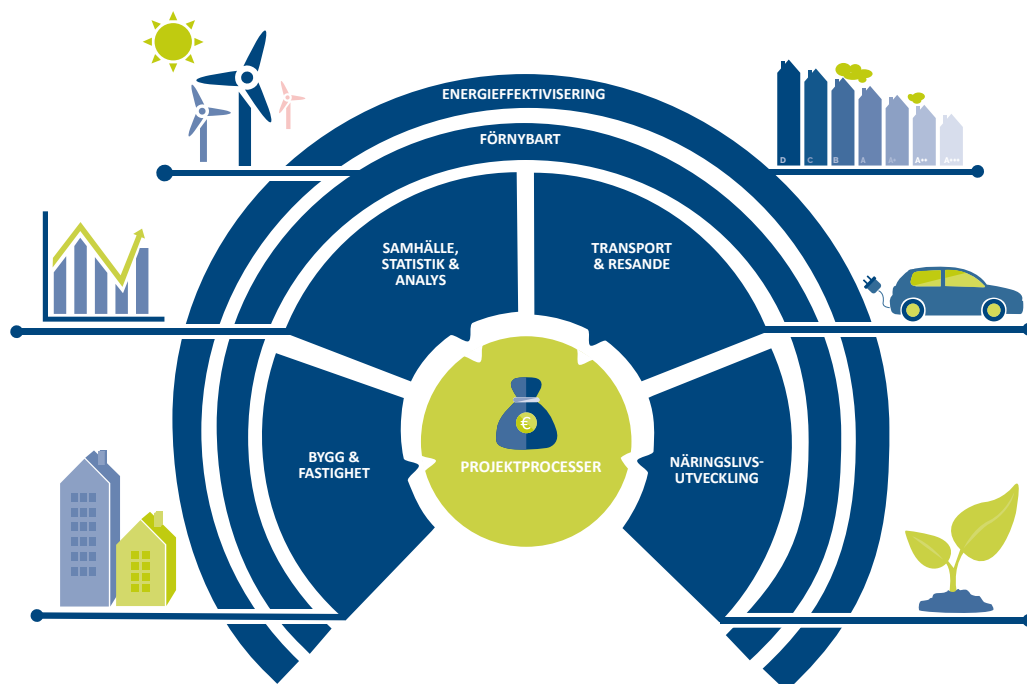 ENERGIEFFEKTIVISERING
FÖRNYBART
D C B A A+ A++ A+++
SAMHÄLLE,
STATISTIK &
ANALYS
TRANSPORT
& RESANDE
BYGG &
FASTIGHET
€
PROJEKTPROCESSER
NÄRINGSLIVS-
UTVECKLING